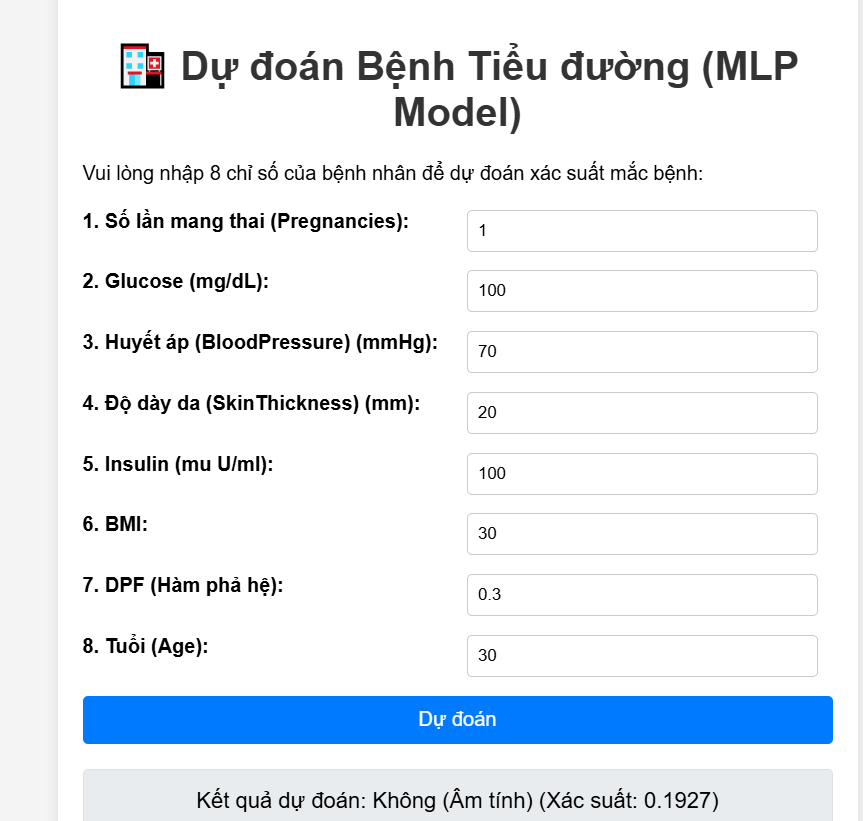 Dự đoán Bệnh Tiểu đường (MLP
Model)
Vui lòng nhập 8 chỉ số của bệnh nhân để dự đoán xác suất mắc bệnh:
1. Số lần mang thai (Pregnancies):
1
2. Glucose (mg/dL):
100
3. Huyết áp (BloodPressure) (mmHg):
70
4. Độ dày da (SkinThickness) (mm):
20
5. Insulin (mu U/ml):
100
6. BMI:
30
7. DPF (Hàm phả hệ):
0.3
8. Tuổi (Age):
30
Dự đoán
Kết quả dự đoán: Không (Âm tính) (Xác suất: 0.1927)